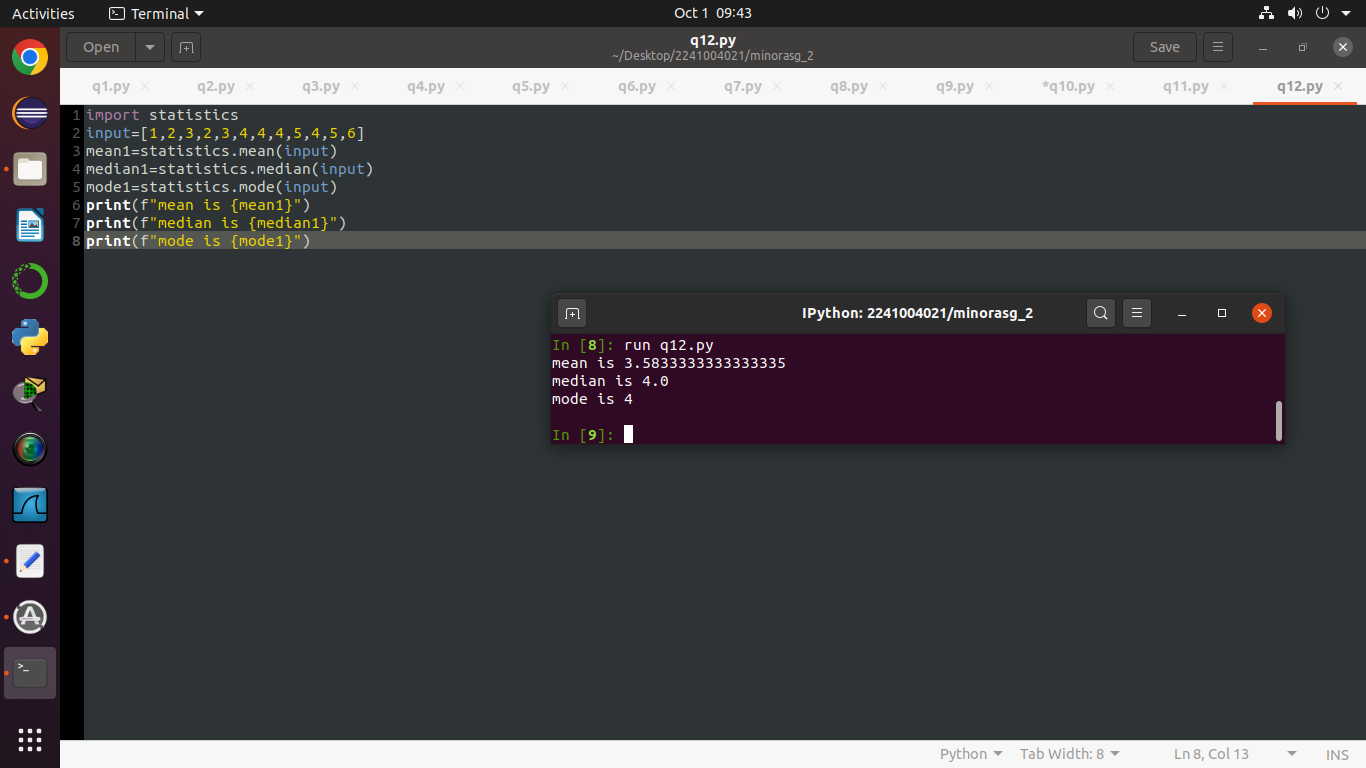 Activities Terminal Oct 1 09:43
Open q12.py Save
~/Desktop/2241004021/minorasg_2
q1.py q2.py q3.py q4.py q5.py q6.py q7.py q8.py q9.py *q10.py q11.py q12.py
1 import statistics
2 input=[1,2,3,2,3,4,4,4,5,4,5,6]
3 mean1=statistics.mean(input)
4 median1=statistics.median(input)
5 mode1=statistics.mode(input)
6 print(f"mean is {mean1}")
7 print(f"median is {median1}")
8 print(f"mode is {mode1}")
IPython: 2241004021/minorasg_2
In [8]: run q12.py
mean is 3.5833333333333335
median is 4.0
mode is 4
In [9]:
Python Tab Width: 8 Ln 8, Col 13 INS